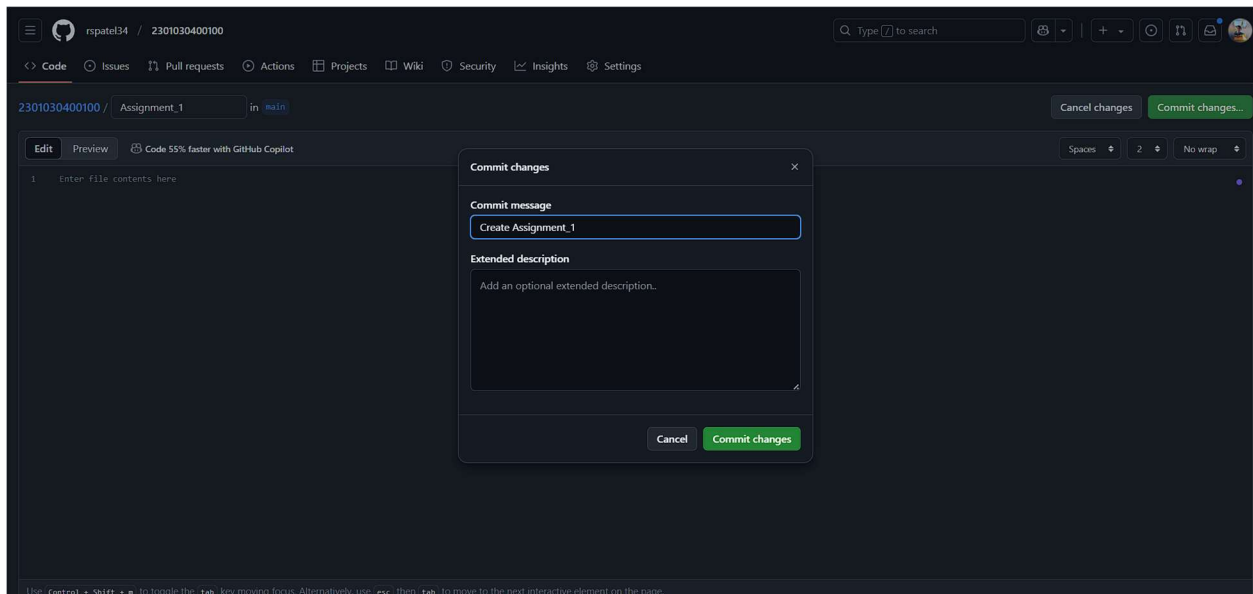 rspatel34 / 2301030400100
Type / to search
Code Issues Pull requests Actions Projects Wiki Security Insights Settings
2301030400100 / Assignment_1 in main
Cancel changes Commit changes...
Edit Preview Code 55% faster with GitHub Copilot
Spaces 2 No wrap
1 Enter file contents here
Commit changes
Commit message
Create Assignment_1
Extended description
Add an optional extended description..
Cancel Commit changes
Use Control + Shift + m to toggle the tab key moving focus. Alternatively, use esc then tab to move to the next interactive element on the page.